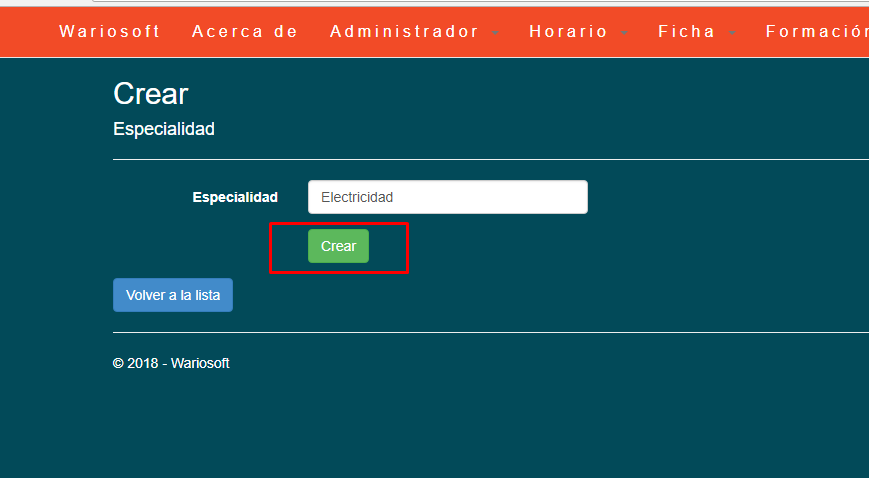 Wariosoft Acerca de Administrador Horario Ficha Formación
Crear
Especialidad
Especialidad Electricidad
Crear
Volver a la lista
© 2018 - Wariosoft